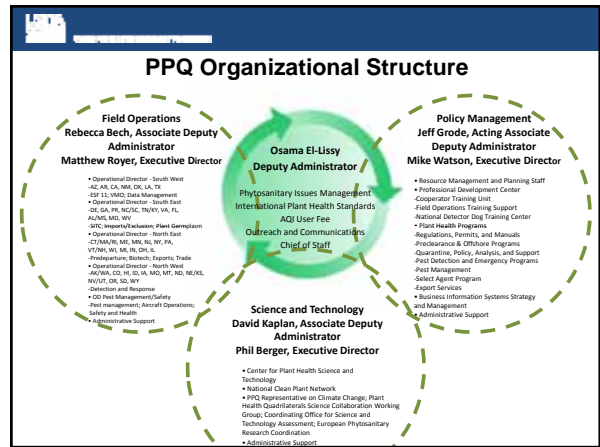 PPQ Organizational Structure
Field Operations
Rebecca Bech, Associate Deputy
Administrator
Matthew Royer, Executive Director
• Operational Director - South West
-AZ, AR, CA, NM, OK, LA, TX
-ESF 11; VMO; Data Management
• Operational Director - South East
-DE, GA, PR, NC/SC, TN/KY, VA, FL,
AL/MS, MD, WV
-SITC; Imports/Exclusion; Plant Germplasm
• Operational Director - North East
-CT/MA/RI, ME, MN, NJ, NY, PA,
VT/NH, WI, MI, IN, OH, IL
-Predeparture; Biotech; Exports; Trade
• Operational Director - North West
-AK/WA, CO, HI, ID, IA, MO, MT, ND, NE/KS,
NV/UT, OR, SD, WY
-Detection and Response
• OD Pest Management/Safety
-Pest management; Aircraft Operations;
Safety and Health
• Administrative Support
Osama El-Lissy
Deputy Administrator
Phytosanitary Issues Management
International Plant Health Standards
AQI User Fee
Outreach and Communications
Chief of Staff
Policy Management
Jeff Grode, Acting Associate
Deputy Administrator
Mike Watson, Executive Director
• Resource Management and Planning Staff
• Professional Development Center
-Cooperator Training Unit
-Field Operations Training Support
-National Detector Dog Training Center
• Plant Health Programs
-Regulations, Permits, and Manuals
-Preclearance & Offshore Programs
-Quarantine, Policy, Analysis, and Support
-Pest Detection and Emergency Programs
-Pest Management
-Select Agent Program
-Export Services
• Business Information Systems Strategy
and Management
• Administrative Support
Science and Technology
David Kaplan, Associate Deputy
Administrator
Phil Berger, Executive Director
• Center for Plant Health Science and
Technology
• National Clean Plant Network
• PPQ Representative on Climate Change; Plant
Health Quadrilaterals Science Collaboration Working
Group; Coordinating Office for Science and
Technology Assessment; European Phytosanitary
Research Coordination
• Administrative Support